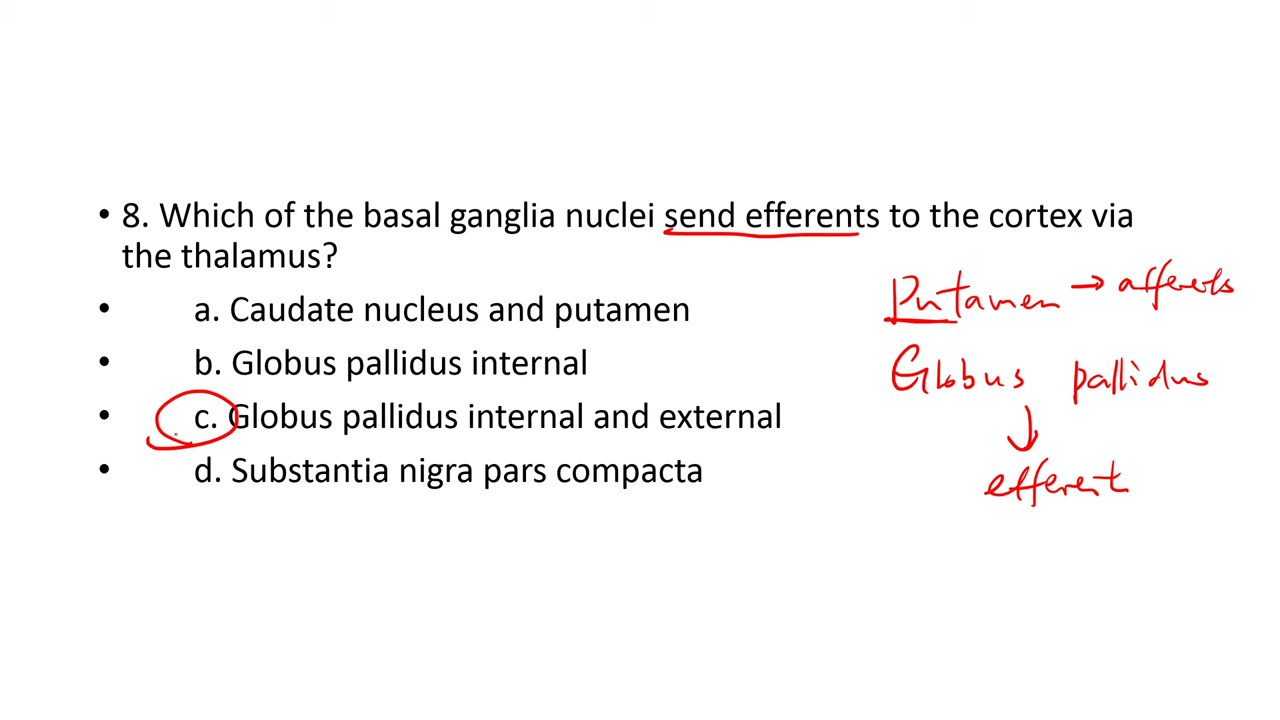 • 8. Which of the basal ganglia nuclei send efferents to the cortex via
the thalamus?
• a. Caudate nucleus and putamen
• b. Globus pallidus internal
• c. Globus pallidus internal and external
• d. Substantia nigra pars compacta
Putamen → afferents
Globus pallidus
↓
efferent